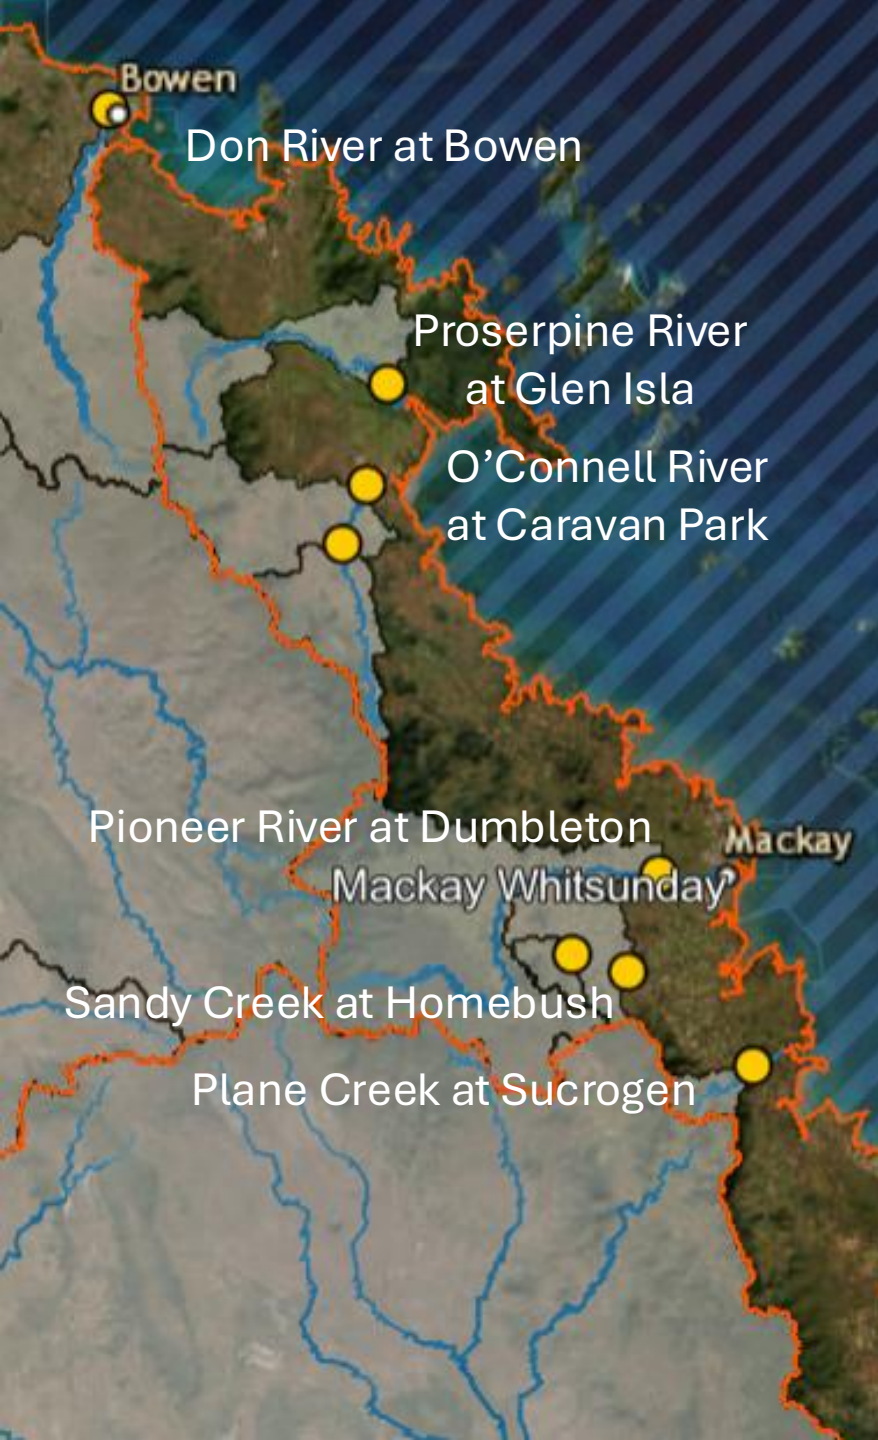 Bowen
Don River at Bowen
Proserpine River
at Glen Isla
O’Connell River
at Caravan Park
Pioneer River at Dumbleton
Mackay
Mackay Whitsunday
Sandy Creek at Homebush
Plane Creek at Sucrogen